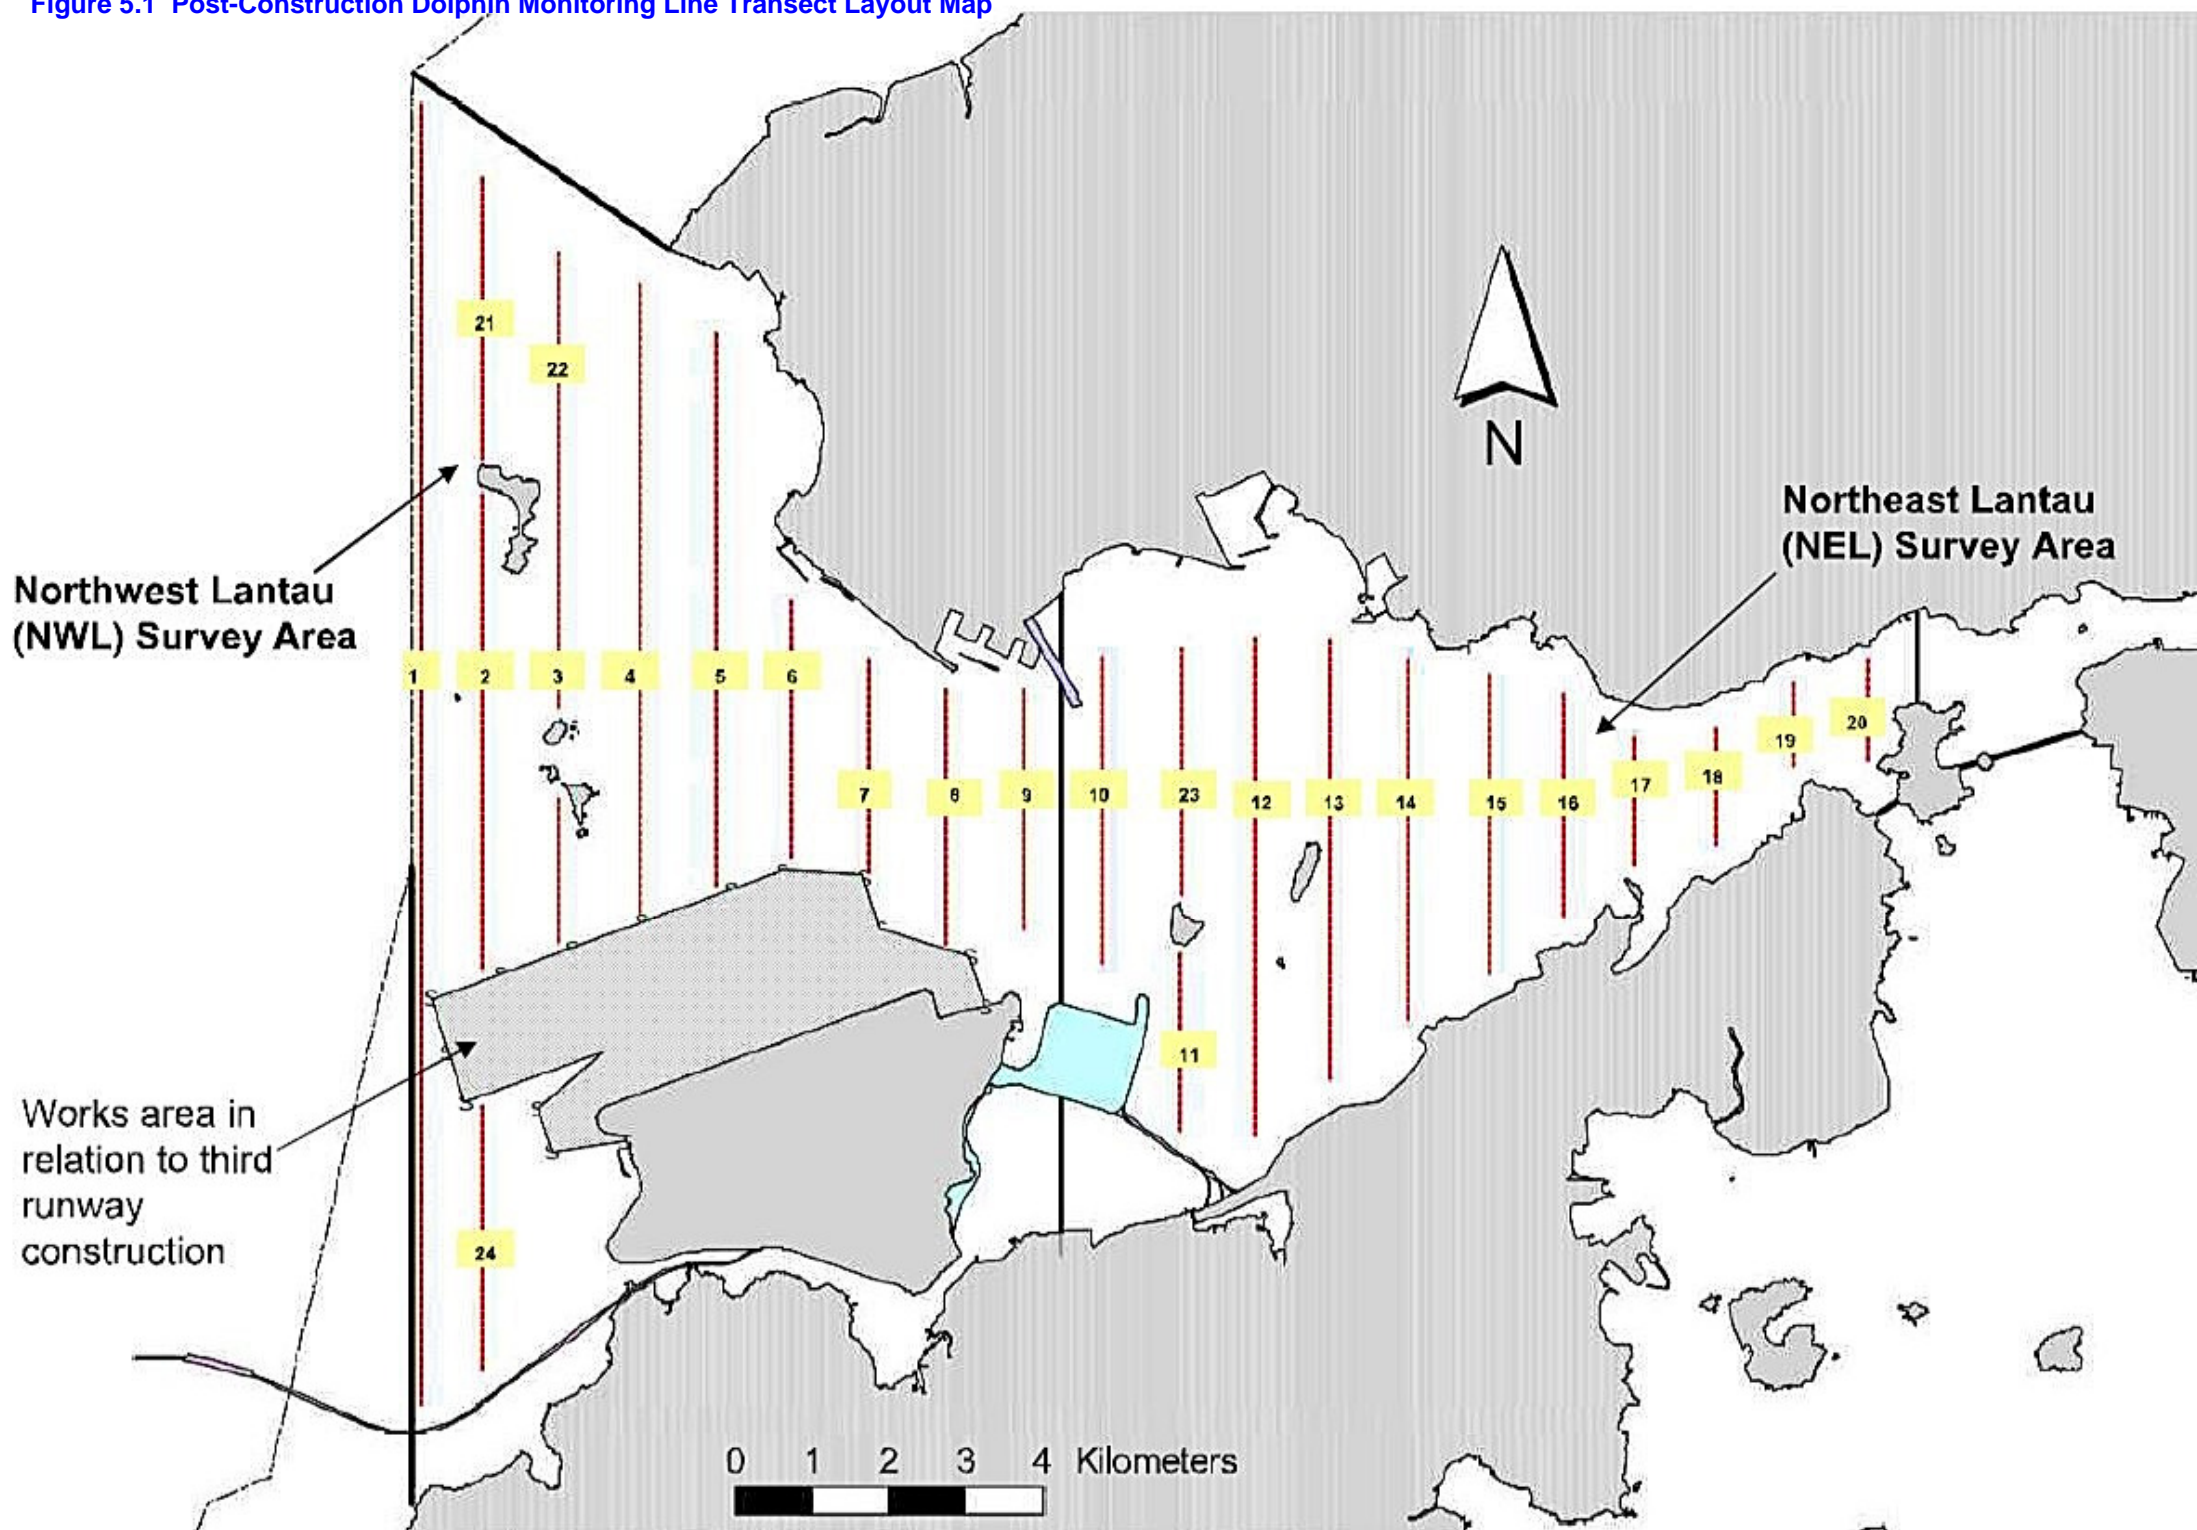 Figure 5.1 Post-Construction Dolphin Monitoring Line Transect Layout Map
21
22
N
Northeast Lantau
(NEL) Survey Area
Northwest Lantau
(NWL) Survey Area
1
2
3
4
5
6
7
8
9
10
23
12
13
14
15
16
17
18
19
20
11
Works area in
relation to third
runway
construction
24
0 1 2 3 4 Kilometers